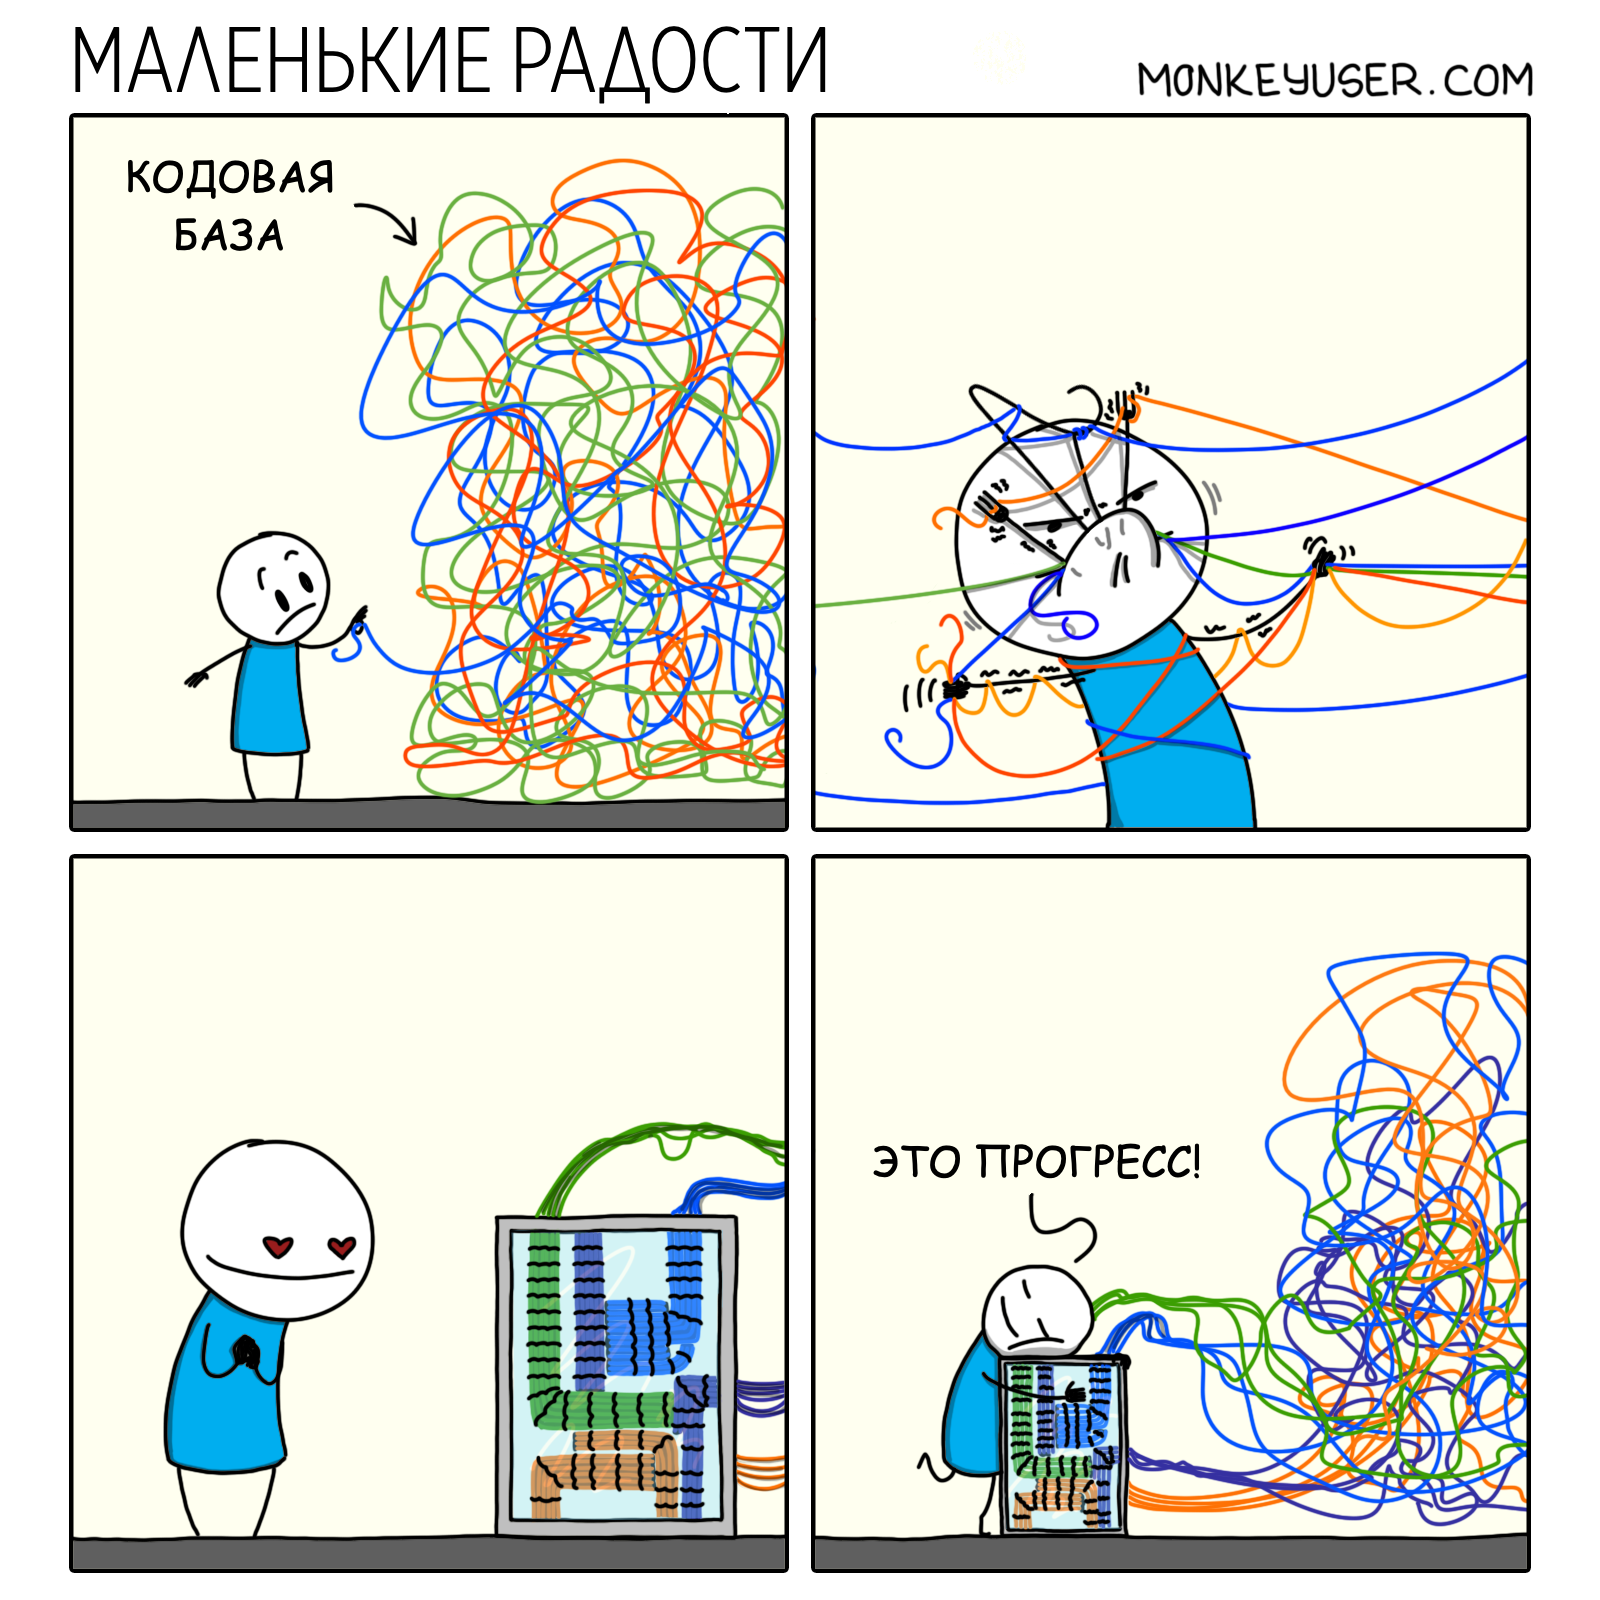 МАЛЕНЬКИЕ РАДОСТИ
MONKEYUSER.COM
КОДОВАЯ
БАЗА
ЭТО ПРОГРЕСС!